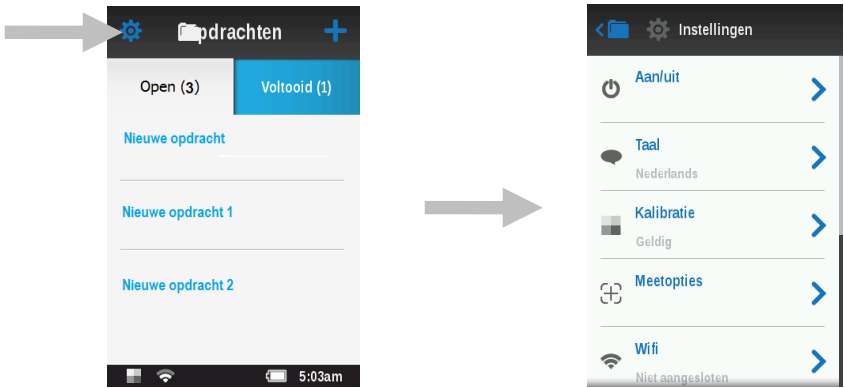 Opdrachten
Open (3)
Voltooid (1)
Nieuwe opdracht
Nieuwe opdracht 1
Nieuwe opdracht 2
5:03am
Instellingen
Aan/uit
Taal
Nederlands
Kalibratie
Geldig
Meetopties
Wifi
Niet aangesloten